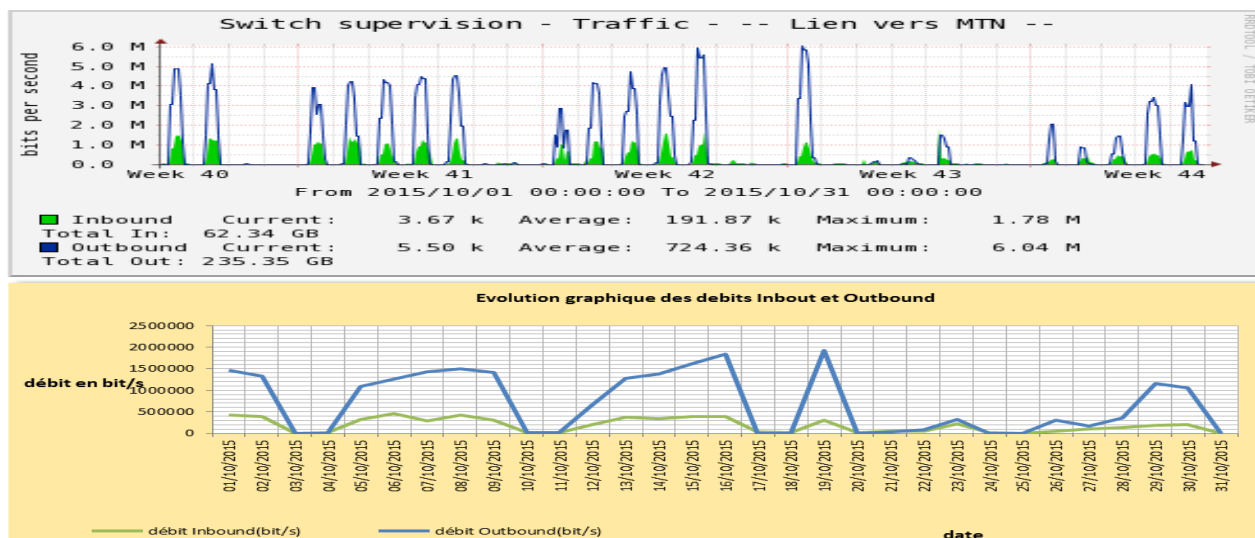 Switch supervision - Traffic - -- Lien vers MTN --
RRDTOOL / TOBI OETIKER
bits per second
6.0 M
5.0 M
4.0 M
3.0 M
2.0 M
1.0 M
0.0
Week 40 Week 41 Week 42 Week 43 Week 44
From 2015/10/01 00:00:00 To 2015/10/31 00:00:00
Inbound Current: 3.67 k Average: 191.87 k Maximum: 1.78 M
Total In: 62.34 GB
Outbound Current: 5.50 k Average: 724.36 k Maximum: 6.04 M
Total Out: 235.35 GB
Evolution graphique des debits Inbout et Outbound
débit en bit/s
2500000
2000000
1500000
1000000
500000
0
01/10/2015 02/10/2015 03/10/2015 04/10/2015 05/10/2015 06/10/2015 07/10/2015 08/10/2015 09/10/2015 10/10/2015 11/10/2015 12/10/2015 13/10/2015 14/10/2015 15/10/2015 16/10/2015 17/10/2015 18/10/2015 19/10/2015 20/10/2015 21/10/2015 22/10/2015 23/10/2015 24/10/2015 25/10/2015 26/10/2015 27/10/2015 28/10/2015 29/10/2015 30/10/2015 31/10/2015
débit Inbound(bit/s) débit Outbound(bit/s)
date